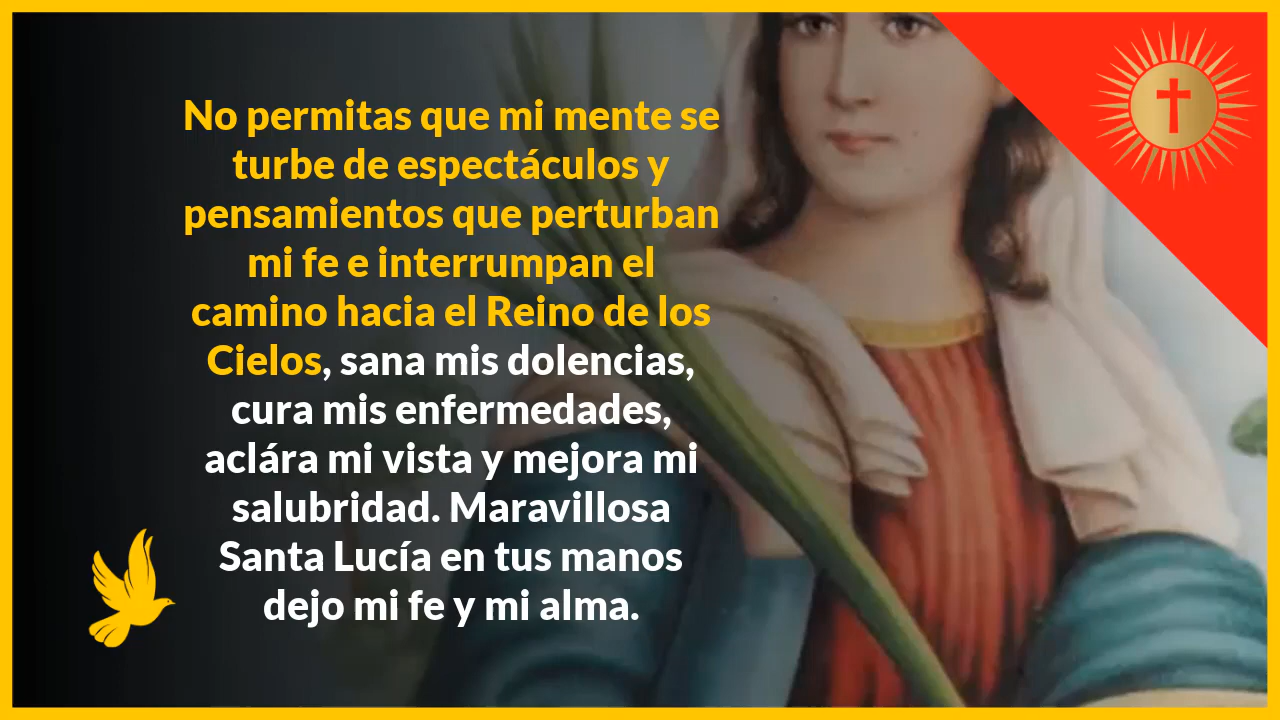 No permitas que mi mente se
turbe de espectáculos y
pensamientos que perturban
mi fe e interrumpan el
camino hacia el Reino de los
Cielos, sana mis dolencias,
cura mis enfermedades,
aclára mi vista y mejora mi
salubridad. Maravillosa
Santa Lucía en tus manos
dejo mi fe y mi alma.